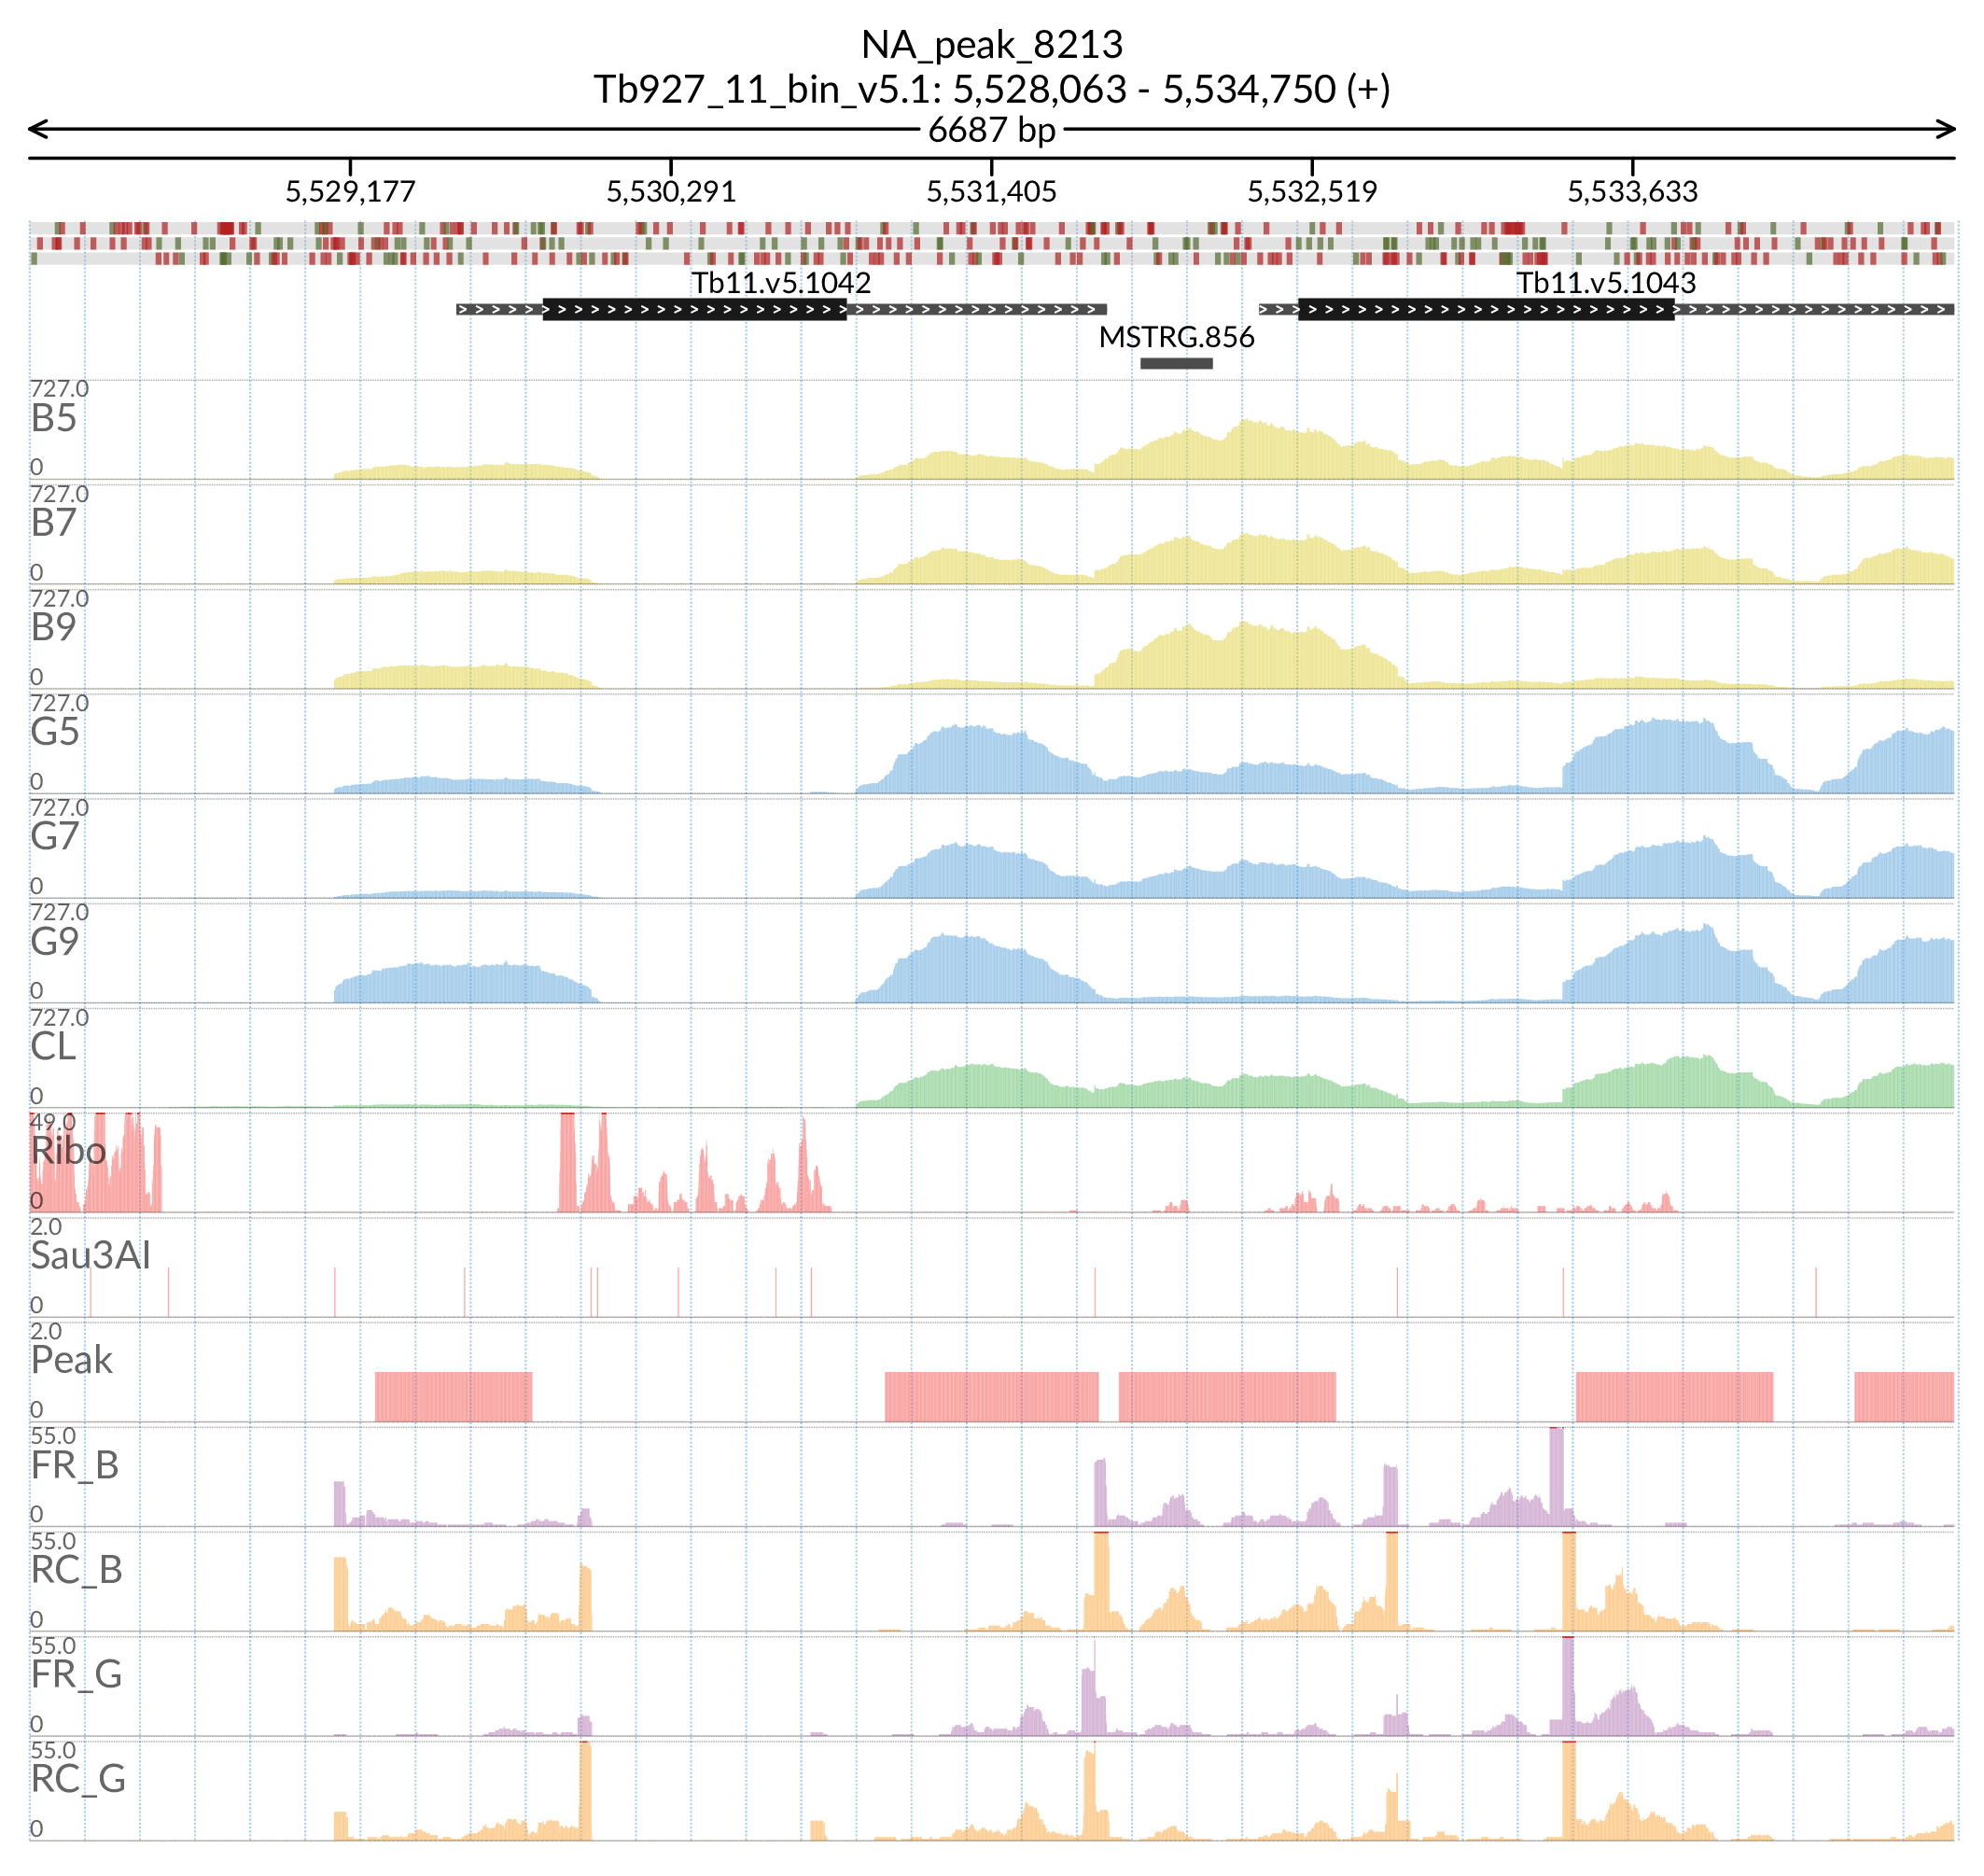 NA_peak_8213
Tb927_11_bin_v5.1: 5,528,063 - 5,534,750 (+)
6687 bp
5,529,177 5,530,291 5,531,405 5,532,519 5,533,633
Tb11.v5.1042 Tb11.v5.1043
MSTRG.856
727.0
B5
0
727.0
B7
0
727.0
B9
0
727.0
G5
0
727.0
G7
0
727.0
G9
0
727.0
CL
0
49.0
Ribo
0
2.0
Sau3AI
0
2.0
Peak
0
55.0
FR_B
0
55.0
RC_B
0
55.0
FR_G
0
55.0
RC_G
0